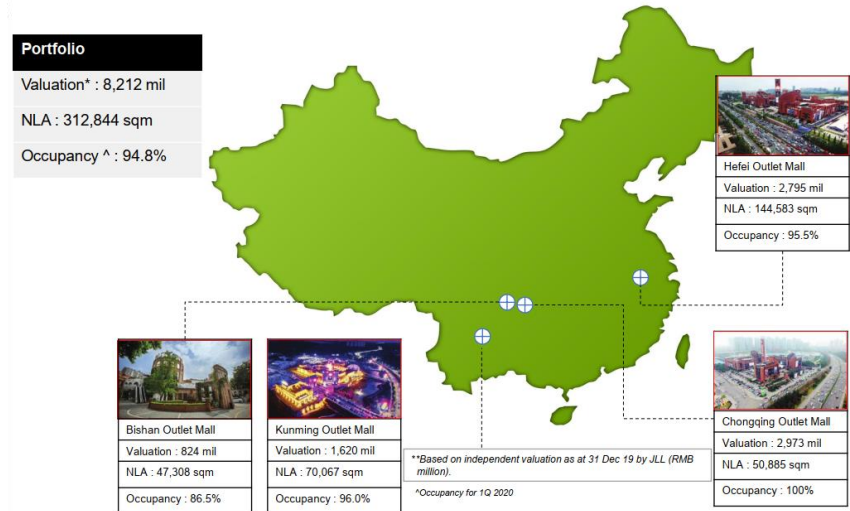 Portfolio
Valuation* : 8,212 mil
NLA : 312,844 sqm
Occupancy ^ : 94.8%
Hefei Outlet Mall
Valuation : 2,795 mil
NLA : 144,583 sqm
Occupancy : 95.5%
Bishan Outlet Mall
Valuation : 824 mil
NLA : 47,308 sqm
Occupancy : 86.5%
Kunming Outlet Mall
Valuation : 1,620 mil
NLA : 70,067 sqm
Occupancy : 96.0%
**Based on independent valuation as at 31 Dec 19 by JLL (RMB
million).
^Occupancy for 1Q 2020
Chongqing Outlet Mall
Valuation : 2,973 mil
NLA : 50,885 sqm
Occupancy : 100%